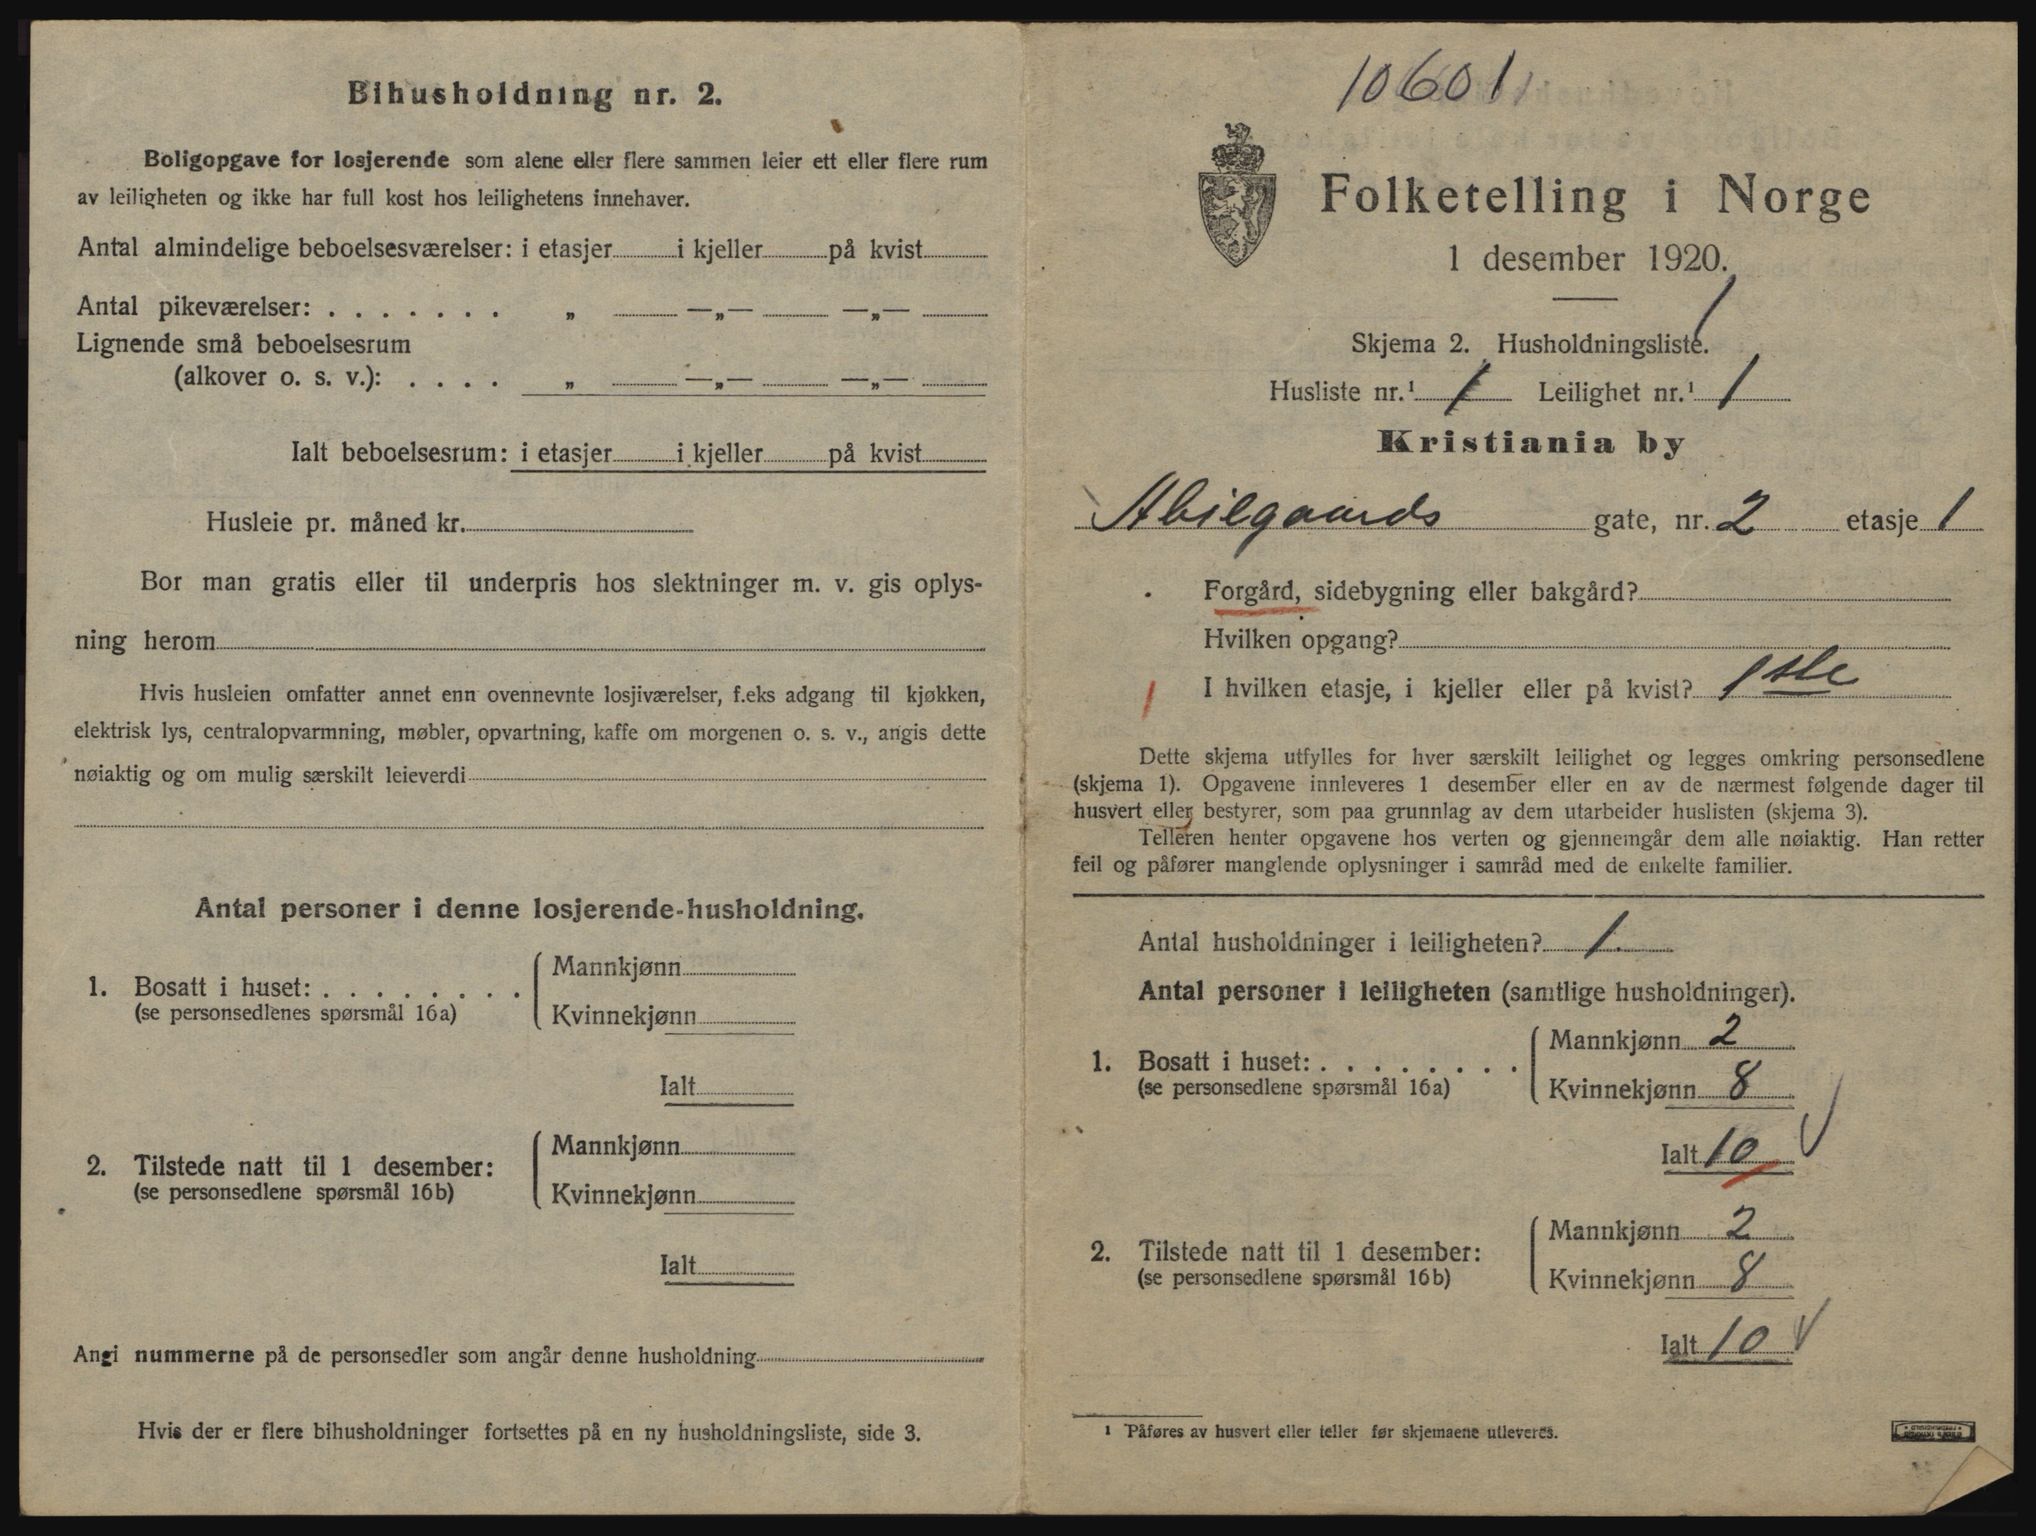 Bihusholdning nr. 2.
Boligopgave for losjerende som alene eller flere sammen leier ett eller flere rum
av leiligheten og ikke har full kost hos leilighetens innehaver.
Antal almindelige beboelsesværelser: i etasjer i kjeller på kvist
Antal pikeværelser: . . . . . . . „ —„— —„—
Lignende små beboelsesrum
(alkover o. s. v.): . . . . „ —„— —„—
Ialt beboelsesrum: i etasjer i kjeller på kvist
Husleie pr. måned kr.
Bor man gratis eller til underpris hos slektninger m. v. gis oplys-
ning herom
Hvis husleien omfatter annet enn ovennevnte losjiværelser, f.eks adgang til kjøkken,
elektrisk lys, centralopvarmning, møbler, opvartning, kaffe om morgenen o. s. v., angis dette
nøiaktig og om mulig særskilt leieverdi
Antal personer i denne losjerende-husholdning.
1. Bosatt i huset: . . . . . . . .
(se personsedlenes spørsmål 16a)
Mannkjønn
Kvinnekjønn
Ialt
2. Tilstede natt til 1 desember:
(se personsedlene spørsmål 16b)
Mannkjønn
Kvinnekjønn
Ialt
Angi nummerne på de personsedler som angår denne husholdning
Hvis der er flere bihusholdninger fortsettes på en ny husholdningsliste, side 3.
10601
Folketelling i Norge
1 desember 1920.
1
Skjema 2. Husholdningsliste.
Husliste nr.¹ 1 Leilighet nr.¹ 1
Kristiania by
Abilgaards gate, nr. 2 etasje 1
Forgård, sidebygning eller bakgård?
Hvilken opgang?
1 I hvilken etasje, i kjeller eller på kvist? 1ste
Dette skjema utfylles for hver særskilt leilighet og legges omkring personsedlene
(skjema 1). Opgavene innleveres 1 desember eller en av de nærmest følgende dager til
husvert eller bestyrer, som paa grunnlag av dem utarbeider huslisten (skjema 3).
Telleren henter opgavene hos verten og gjennemgår dem alle nøiaktig. Han retter
feil og påfører manglende oplysninger i samråd med de enkelte familier.
Antal husholdninger i leiligheten? 1.
Antal personer i leiligheten (samtlige husholdninger).
1. Bosatt i huset: . . . . . . . .
(se personsedlene spørsmål 16a)
Mannkjønn 2
Kvinnekjønn 8
Ialt 10
2. Tilstede natt til 1 desember:
(se personsedlene spørsmål 16b)
Mannkjønn 2
Kvinnekjønn 8
Ialt 10
¹ Påføres av husvert eller teller før skjemaene utleveres.